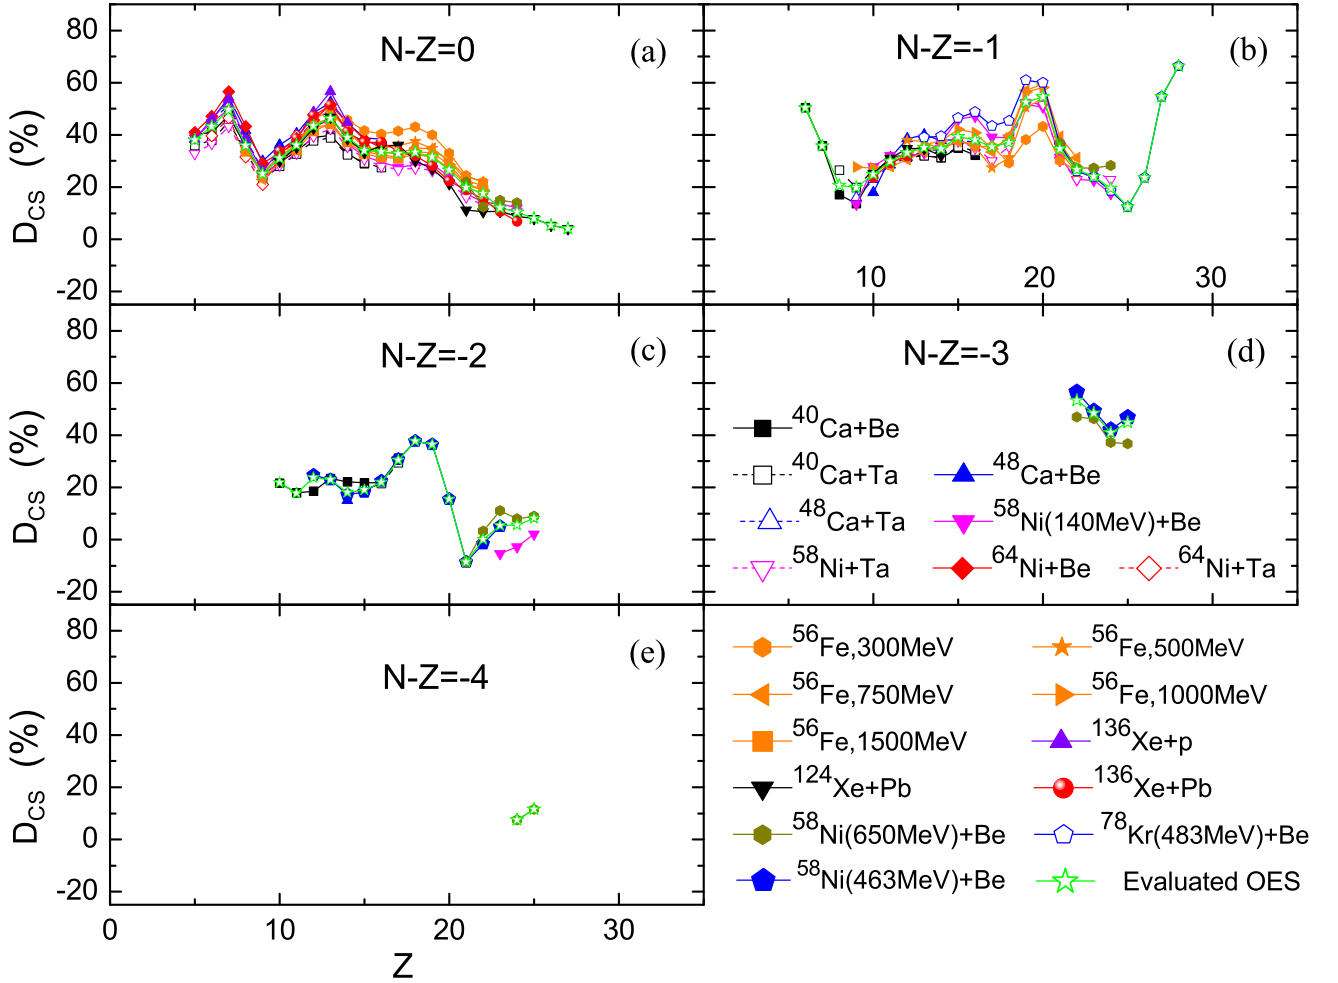 80
60
40
20
0
-20
D_CS (%)
N-Z=0
(a)
N-Z=-1
(b)
10 20 30
80
60
40
20
0
-20
D_CS (%)
N-Z=-2
(c)
N-Z=-3
(d)
⁴⁰Ca+Be
⁴⁰Ca+Ta
⁴⁸Ca+Be
⁴⁸Ca+Ta
⁵⁸Ni(140MeV)+Be
⁵⁸Ni+Ta
⁶⁴Ni+Be
⁶⁴Ni+Ta
80
60
40
20
0
-20
D_CS (%)
N-Z=-4
(e)
0 10 20 30
Z
⁵⁶Fe,300MeV
⁵⁶Fe,500MeV
⁵⁶Fe,750MeV
⁵⁶Fe,1000MeV
⁵⁶Fe,1500MeV
¹³⁶Xe+p
¹²⁴Xe+Pb
¹³⁶Xe+Pb
⁵⁸Ni(650MeV)+Be
⁷⁸Kr(483MeV)+Be
⁵⁸Ni(463MeV)+Be
Evaluated OES